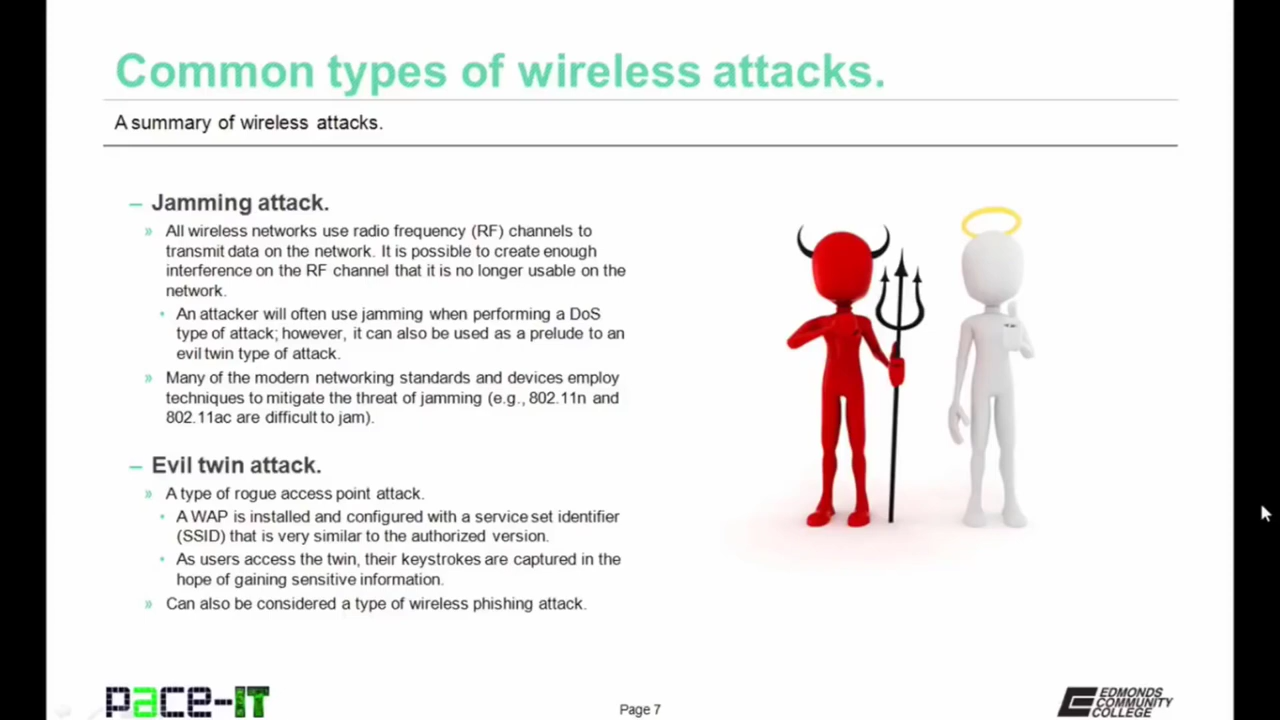 Common types of wireless attacks.
A summary of wireless attacks.
– Jamming attack.
» All wireless networks use radio frequency (RF) channels to
transmit data on the network. It is possible to create enough
interference on the RF channel that it is no longer usable on the
network.
• An attacker will often use jamming when performing a DoS
type of attack; however, it can also be used as a prelude to an
evil twin type of attack.
» Many of the modern networking standards and devices employ
techniques to mitigate the threat of jamming (e.g., 802.11n and
802.11ac are difficult to jam).
– Evil twin attack.
» A type of rogue access point attack.
• A WAP is installed and configured with a service set identifier
(SSID) that is very similar to the authorized version.
• As users access the twin, their keystrokes are captured in the
hope of gaining sensitive information.
» Can also be considered a type of wireless phishing attack.
pace-IT
Page 7
EDMONDS
COMMUNITY
COLLEGE